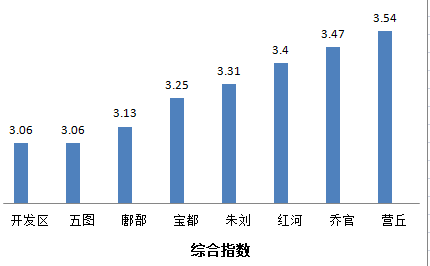 3.06 3.06 3.13 3.25 3.31 3.4 3.47 3.54
开发区 五图 鄌郚 宝都 朱刘 红河 乔官 营丘
综合指数